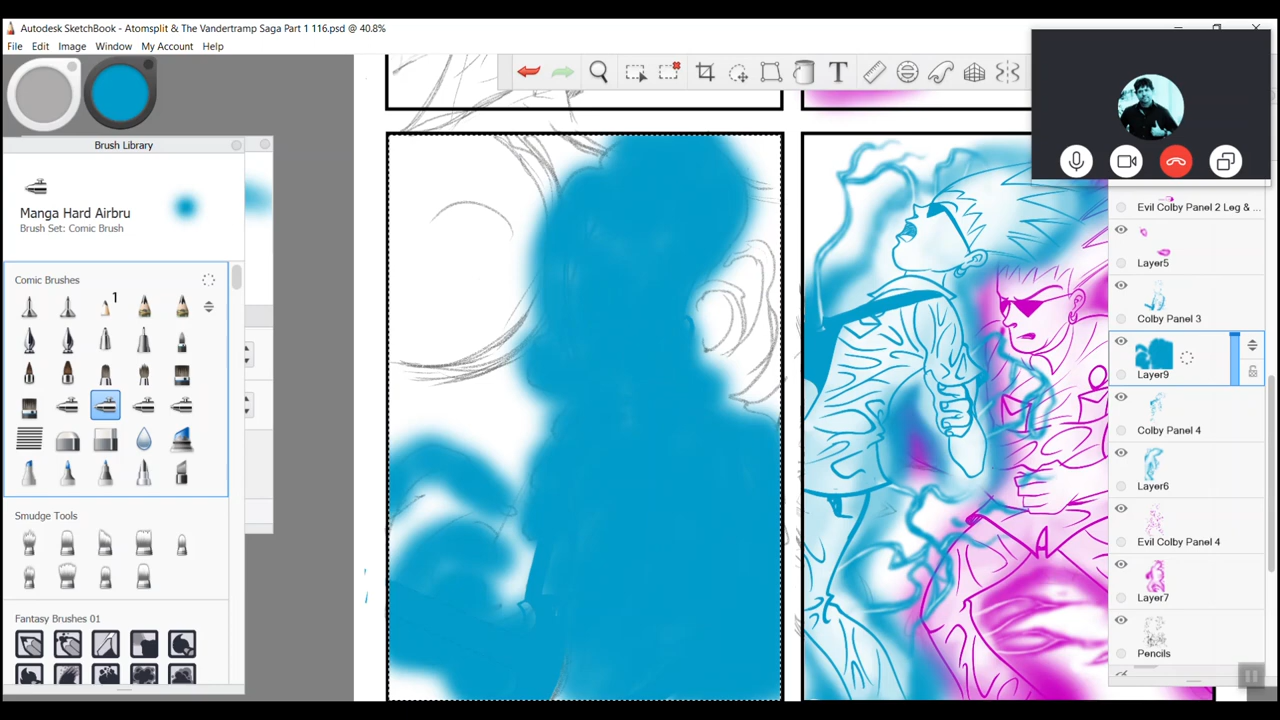 Autodesk SketchBook - Atomsplit & The Vandertramp Saga Part 1 116.psd @ 40.8%
File Edit Image Window My Account Help
T
Brush Library
Manga Hard Airbru
Brush Set: Comic Brush
Comic Brushes
1
Smudge Tools
Fantasy Brushes 01
Evil Colby Panel 2 Leg & ...
Layer5
Colby Panel 3
Layer9
Colby Panel 4
Layer6
Evil Colby Panel 4
Layer7
Pencils